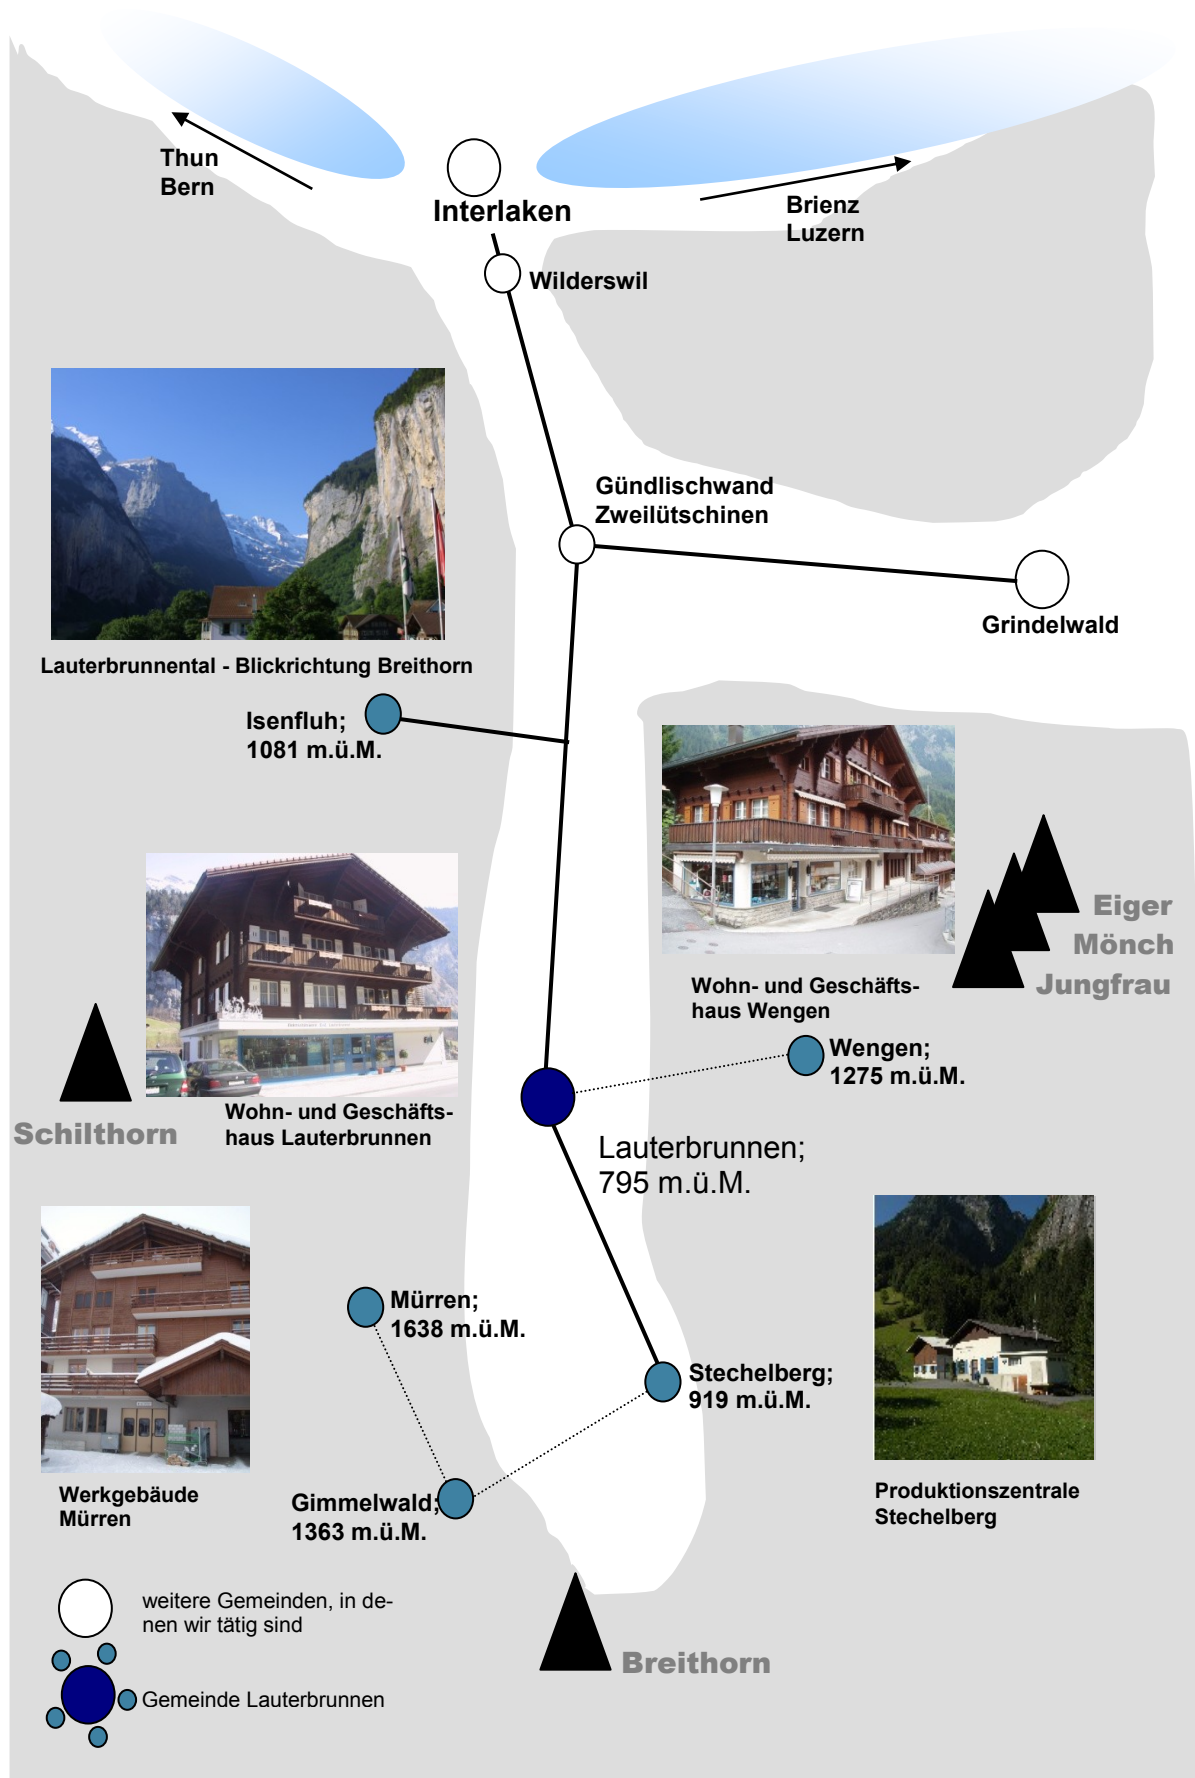 Thun
Bern
Interlaken
Brienz
Luzern
Wilderswil
Gündlischwand
Zweilütschinen
Grindelwald
Lauterbrunnental - Blickrichtung Breithorn
Isenfluh;
1081 m.ü.M.
Eiger
Mönch
Jungfrau
Wohn- und Geschäfts-
haus Wengen
Wengen;
1275 m.ü.M.
Wohn- und Geschäfts-
haus Lauterbrunnen
Schilthorn
Lauterbrunnen;
795 m.ü.M.
Mürren;
1638 m.ü.M.
Stechelberg;
919 m.ü.M.
Werkgebäude
Mürren
Gimmelwald;
1363 m.ü.M.
Produktionszentrale
Stechelberg
weitere Gemeinden, in de-
nen wir tätig sind
Breithorn
Gemeinde Lauterbrunnen